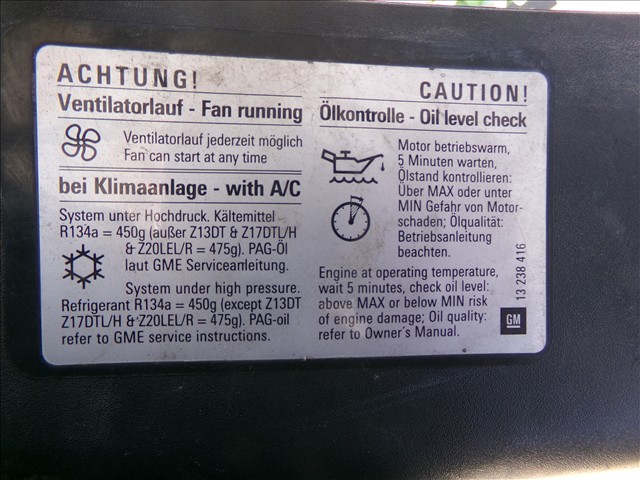 ACHTUNG!
Ventilatorlauf - Fan running
Ventilatorlauf jederzeit möglich
Fan can start at any time
bei Klimaanlage - with A/C
System unter Hochdruck. Kältemittel
R134a = 450g (außer Z13DT & Z17DTL/H
& Z20LEL/R = 475g). PAG-Öl
laut GME Serviceanleitung.
System under high pressure.
Refrigerant R134a = 450g (except Z13DT
Z17DTL/H & Z20LEL/R = 475g). PAG-oil
refer to GME service instructions.
CAUTION!
Ölkontrolle - Oil level check
Motor betriebswarm,
5 Minuten warten,
Ölstand kontrollieren:
Über MAX oder unter
MIN Gefahr von Motor-
schaden; Ölqualität:
Betriebsanleitung
beachten.
Engine at operating temperature,
wait 5 minutes, check oil level:
above MAX or below MIN risk
of engine damage; Oil quality:
refer to Owner's Manual.
13 238 416
GM